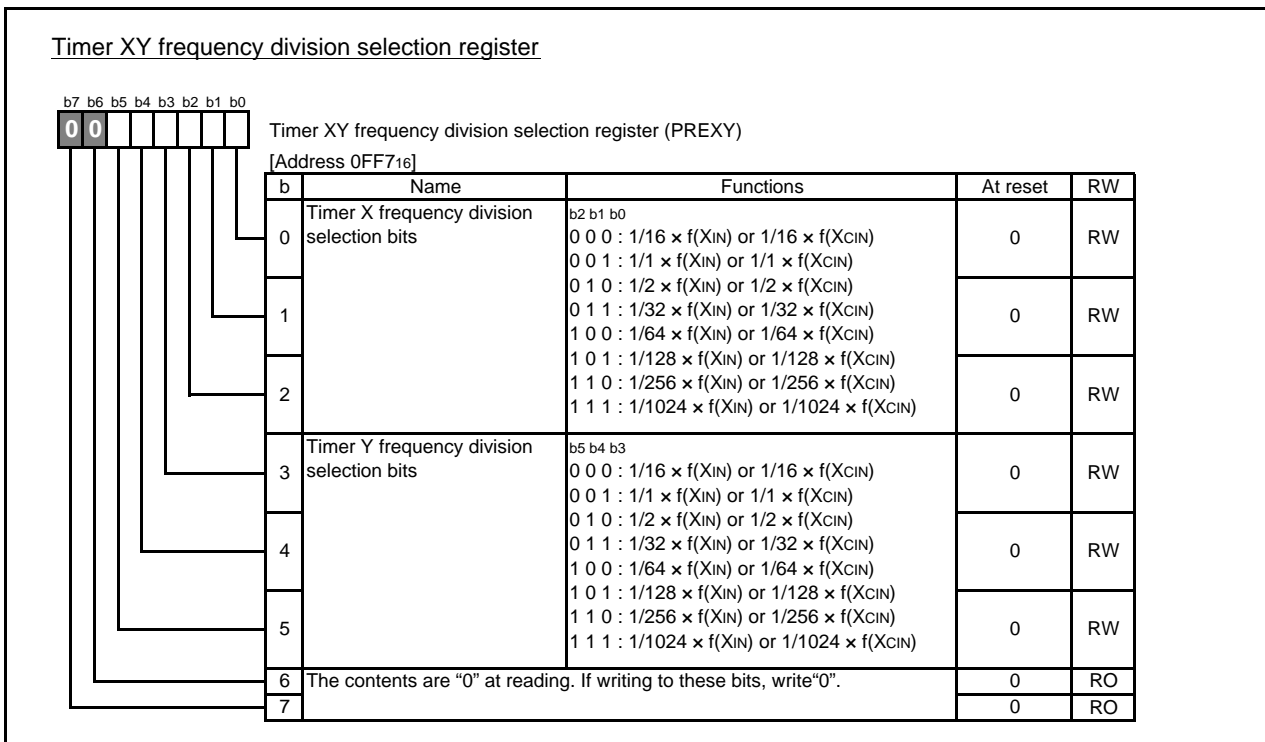 Timer XY frequency division selection register
b7 b6 b5 b4 b3 b2 b1 b0
0 0
Timer XY frequency division selection register (PREXY)
[Address 0FF716]
b Name Functions At reset RW
0 Timer X frequency division selection bits 0 RW
b2 b1 b0
0 0 0 : 1/16 × f(XIN) or 1/16 × f(XCIN)
0 0 1 : 1/1 × f(XIN) or 1/1 × f(XCIN)
0 1 0 : 1/2 × f(XIN) or 1/2 × f(XCIN)
1 0 RW
0 1 1 : 1/32 × f(XIN) or 1/32 × f(XCIN)
1 0 0 : 1/64 × f(XIN) or 1/64 × f(XCIN)
1 0 1 : 1/128 × f(XIN) or 1/128 × f(XCIN)
2 0 RW
1 1 0 : 1/256 × f(XIN) or 1/256 × f(XCIN)
1 1 1 : 1/1024 × f(XIN) or 1/1024 × f(XCIN)
3 Timer Y frequency division selection bits 0 RW
b5 b4 b3
0 0 0 : 1/16 × f(XIN) or 1/16 × f(XCIN)
0 0 1 : 1/1 × f(XIN) or 1/1 × f(XCIN)
0 1 0 : 1/2 × f(XIN) or 1/2 × f(XCIN)
4 0 RW
0 1 1 : 1/32 × f(XIN) or 1/32 × f(XCIN)
1 0 0 : 1/64 × f(XIN) or 1/64 × f(XCIN)
1 0 1 : 1/128 × f(XIN) or 1/128 × f(XCIN)
5 0 RW
1 1 0 : 1/256 × f(XIN) or 1/256 × f(XCIN)
1 1 1 : 1/1024 × f(XIN) or 1/1024 × f(XCIN)
6 The contents are “0” at reading. If writing to these bits, write“0”. 0 RO
7 0 RO